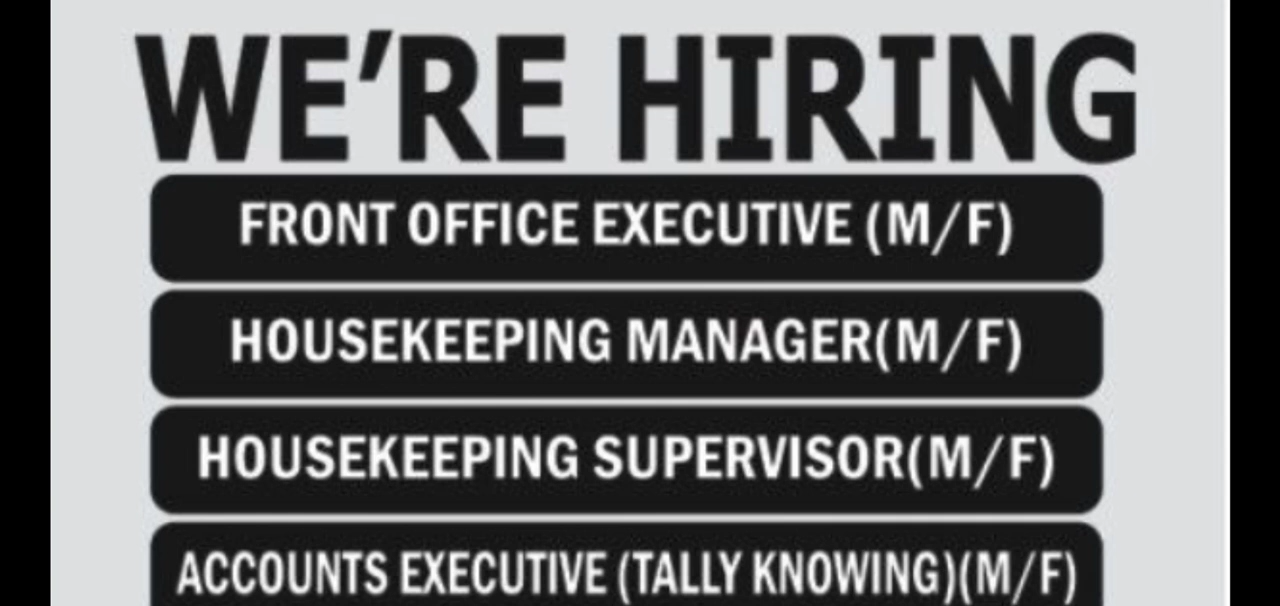 WE'RE HIRING
FRONT OFFICE EXECUTIVE (M/F)
HOUSEKEEPING MANAGER(M/F)
HOUSEKEEPING SUPERVISOR(M/F)
ACCOUNTS EXECUTIVE (TALLY KNOWING)(M/F)